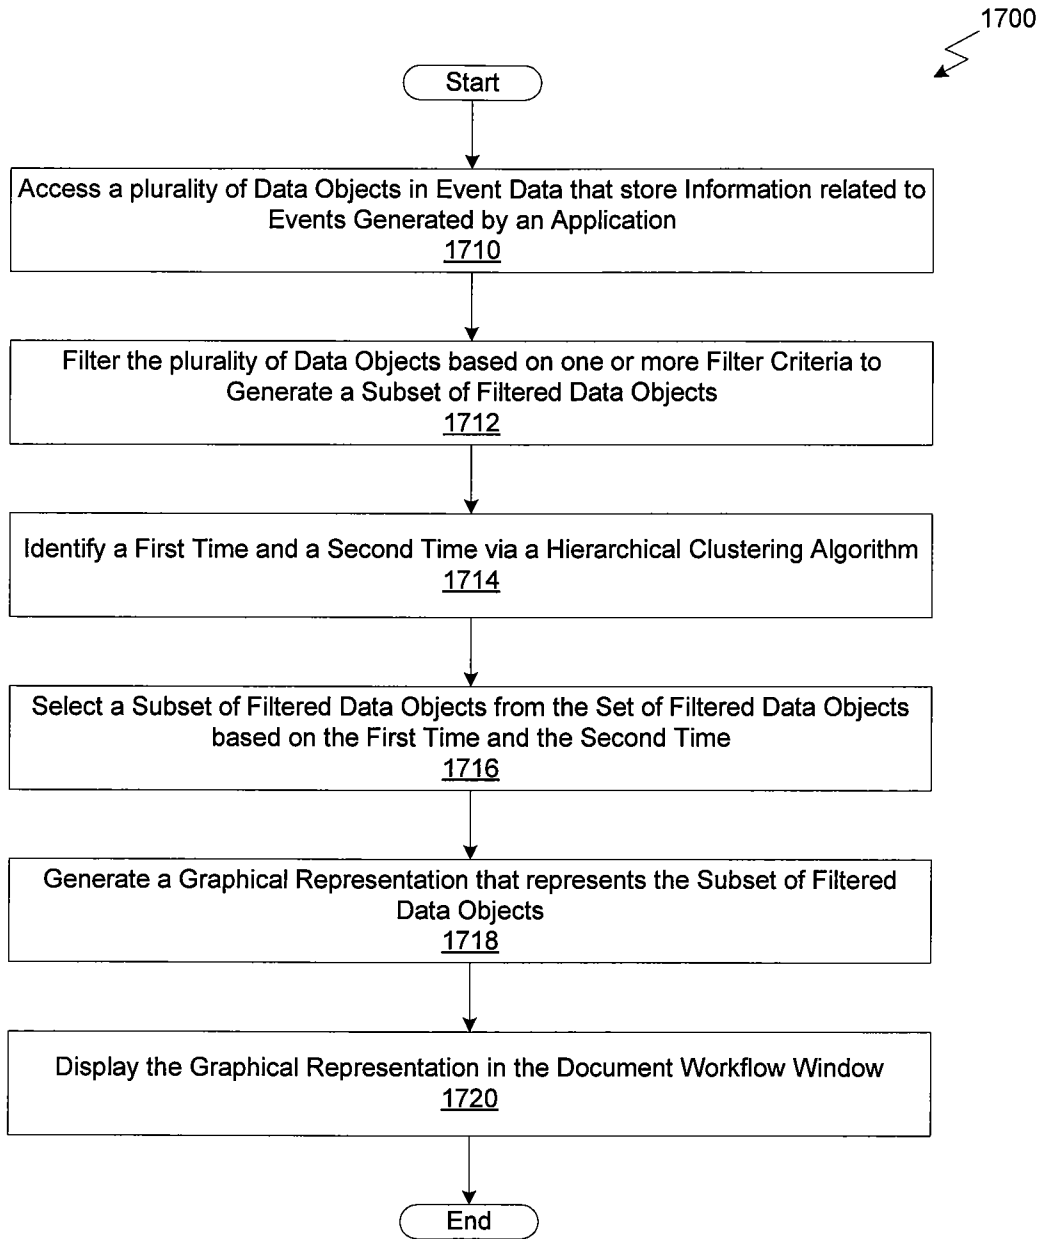 1700
Start
Access a plurality of Data Objects in Event Data that store Information related to
Events Generated by an Application
1710
Filter the plurality of Data Objects based on one or more Filter Criteria to
Generate a Subset of Filtered Data Objects
1712
Identify a First Time and a Second Time via a Hierarchical Clustering Algorithm
1714
Select a Subset of Filtered Data Objects from the Set of Filtered Data Objects
based on the First Time and the Second Time
1716
Generate a Graphical Representation that represents the Subset of Filtered
Data Objects
1718
Display the Graphical Representation in the Document Workflow Window
1720
End